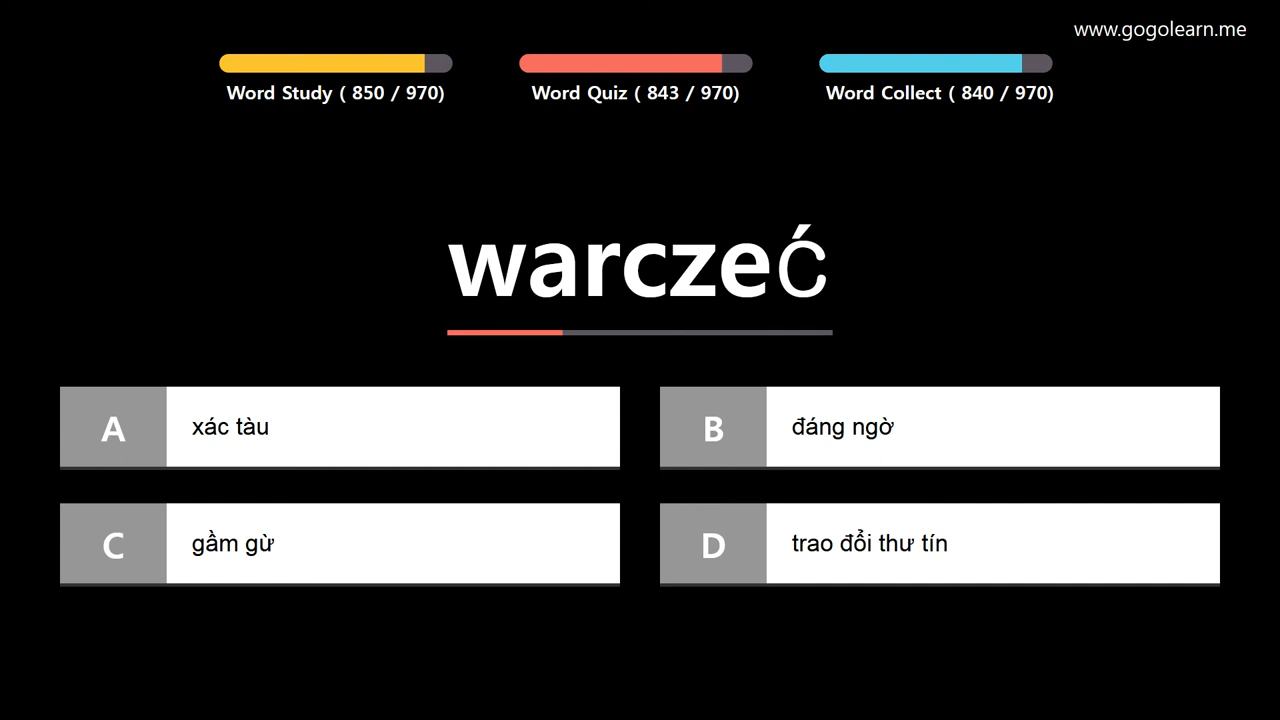 www.gogolearn.me
Word Study ( 850 / 970)
Word Quiz ( 843 / 970)
Word Collect ( 840 / 970)
warczeć
A
xác tàu
B
đáng ngờ
C
gầm gừ
D
trao đổi thư tín